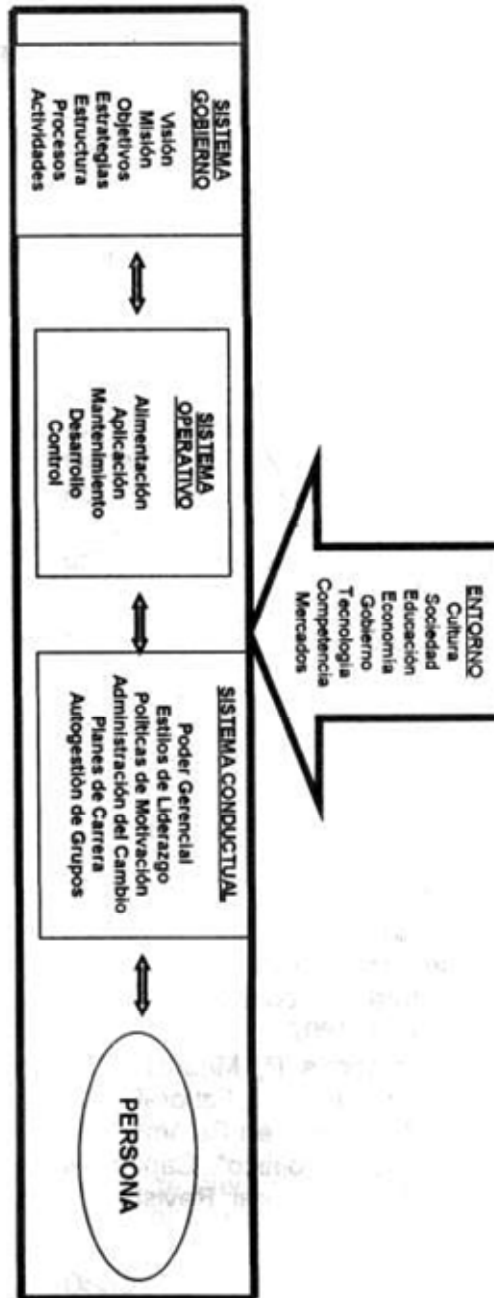 ENTORNO
Cultura
Sociedad
Educación
Economía
Gobierno
Tecnología
Competencia
Mercados
SISTEMA
GOBIERNO
Visión
Misión
Objetivos
Estrategias
Estructura
Procesos
Actividades
SISTEMA
OPERATIVO
Alimentación
Aplicación
Mantenimiento
Desarrollo
Control
SISTEMA CONDUCTUAL
Poder Gerencial
Estilos de Liderazgo
Políticas de Motivación
Administración del Cambio
Planes de Carrera
Autogestión de Grupos
PERSONA